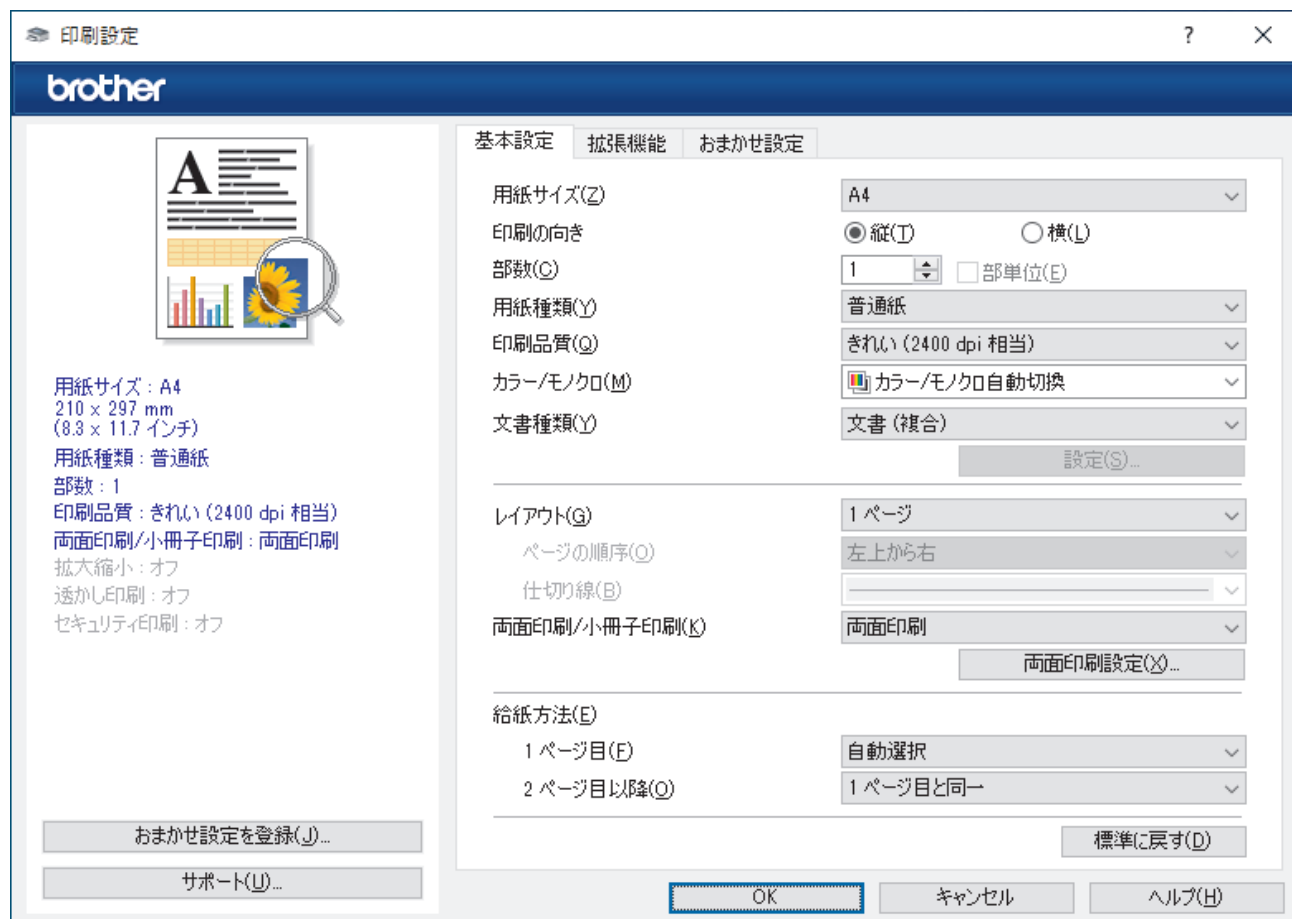 印刷設定
?
brother
A
用紙サイズ : A4
210 x 297 mm
(8.3 x 11.7 インチ)
用紙種類 : 普通紙
部数 : 1
印刷品質 : きれい (2400 dpi 相当)
両面印刷/小冊子印刷 : 両面印刷
拡大縮小 : オフ
透かし印刷 : オフ
セキュリティ印刷 : オフ
おまかせ設定を登録(J)...
サポート(U)...
基本設定 拡張機能 おまかせ設定
用紙サイズ(Z) A4
印刷の向き 縦(T) 横(L)
部数(C) 1 部単位(E)
用紙種類(Y) 普通紙
印刷品質(Q) きれい (2400 dpi 相当)
カラー/モノクロ(M) カラー/モノクロ自動切換
文書種類(Y) 文書 (複合)
設定(S)...
レイアウト(G) 1 ページ
ページの順序(O) 左上から右
仕切り線(B)
両面印刷/小冊子印刷(K) 両面印刷
両面印刷設定(X)...
給紙方法(E)
1 ページ目(F) 自動選択
2 ページ目以降(O) 1 ページ目と同一
標準に戻す(D)
OK キャンセル ヘルプ(H)